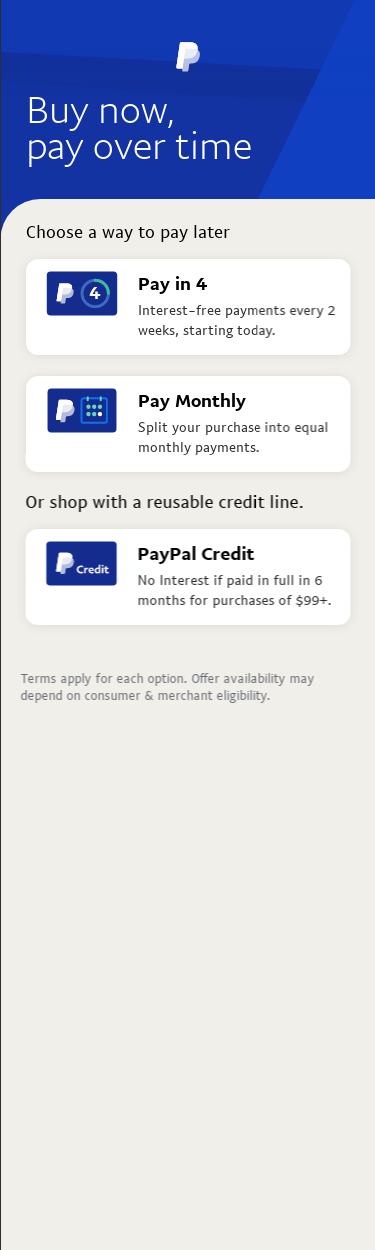 Buy now,
pay over time
Choose a way to pay later
4
Pay in 4
Interest-free payments every 2
weeks, starting today.
Pay Monthly
Split your purchase into equal
monthly payments.
Or shop with a reusable credit line.
Credit
PayPal Credit
No Interest if paid in full in 6
months for purchases of $99+.
Terms apply for each option. Offer availability may
depend on consumer & merchant eligibility.